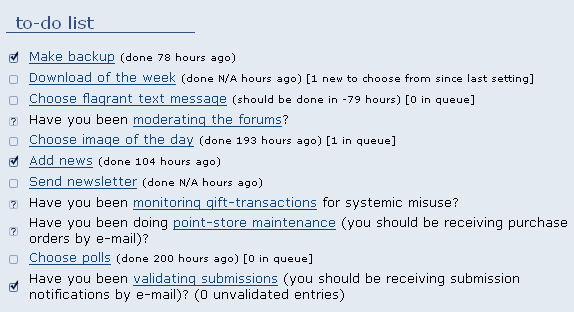 to-do list
Make backup (done 78 hours ago)
Download of the week (done N/A hours ago) [1 new to choose from since last setting]
Choose flagrant text message (should be done in -79 hours) [0 in queue]
? Have you been moderating the forums?
Choose image of the day (done 193 hours ago) [1 in queue]
Add news (done 104 hours ago)
Send newsletter (done N/A hours ago)
? Have you been monitoring gift-transactions for systemic misuse?
? Have you been doing point-store maintenance (you should be receiving purchase
orders by e-mail)?
Choose polls (done 200 hours ago) [0 in queue]
Have you been validating submissions (you should be receiving submission
notifications by e-mail)? (0 unvalidated entries)